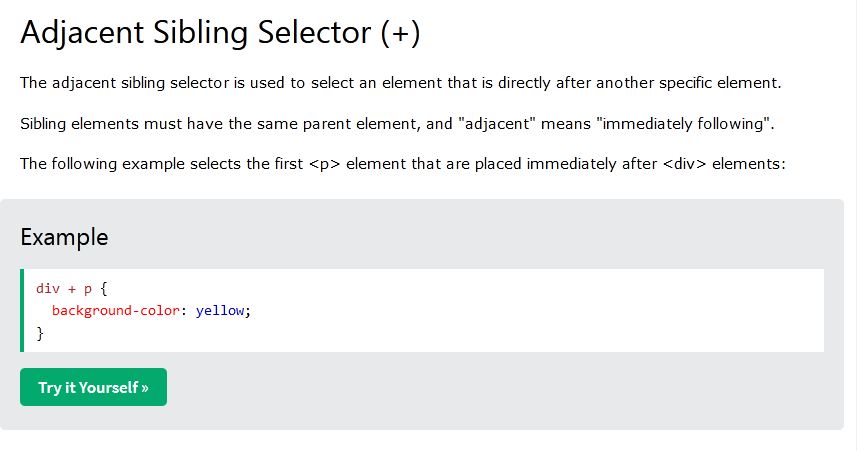 Adjacent Sibling Selector (+)
The adjacent sibling selector is used to select an element that is directly after another specific element.
Sibling elements must have the same parent element, and "adjacent" means "immediately following".
The following example selects the first <p> element that are placed immediately after <div> elements:
Example
div + p {
  background-color: yellow;
}
Try it Yourself »